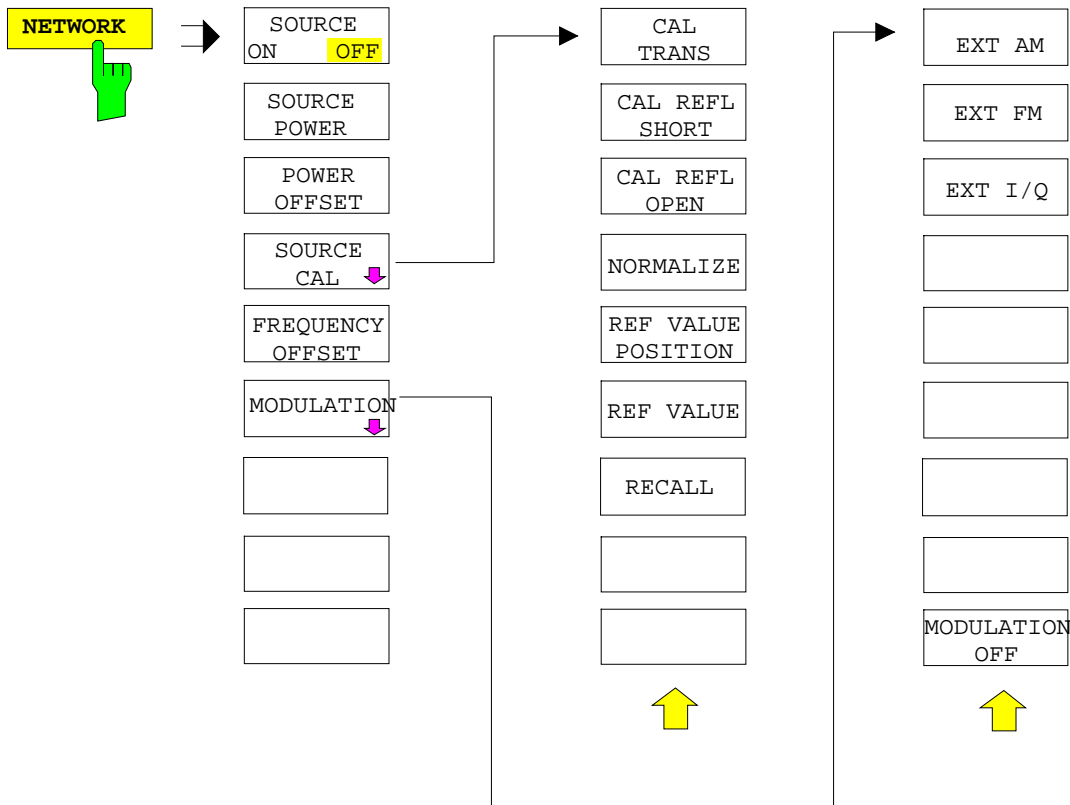 NETWORK
SOURCE
ON OFF
SOURCE
POWER
POWER
OFFSET
SOURCE
CAL
FREQUENCY
OFFSET
MODULATION
CAL
TRANS
CAL REFL
SHORT
CAL REFL
OPEN
NORMALIZE
REF VALUE
POSITION
REF VALUE
RECALL
EXT AM
EXT FM
EXT I/Q
MODULATION
OFF